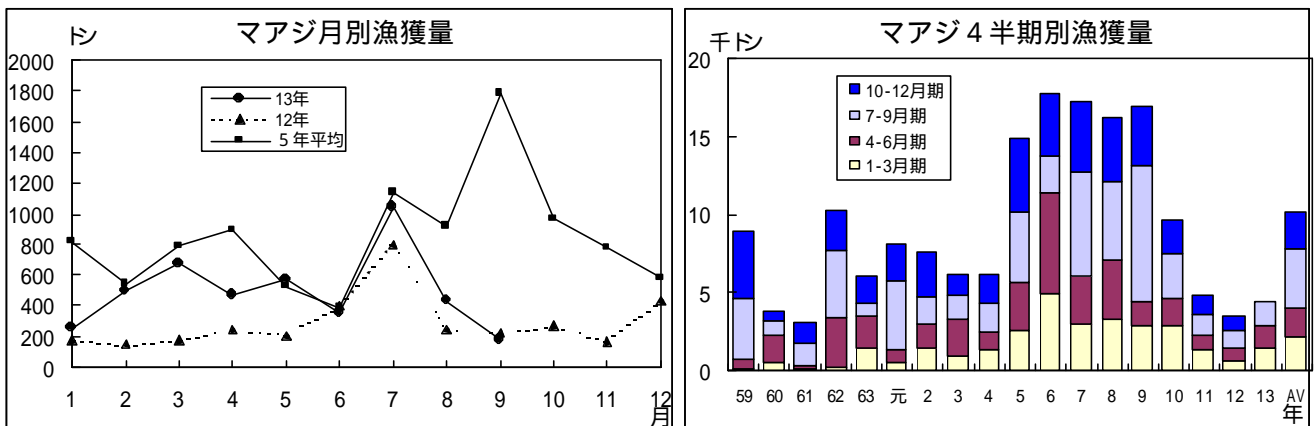 マアジ月別漁獲量
トン
2000
1800
1600
1400
1200
1000
800
600
400
200
0
13年
12年
5年平均
1 2 3 4 5 6 7 8 9 10 11 12
月
マアジ4半期別漁獲量
千トン
20
15
10
5
0
10-12月期
7-9月期
4-6月期
1-3月期
59 60 61 62 63 元 2 3 4 5 6 7 8 9 10 11 12 13 AV
年